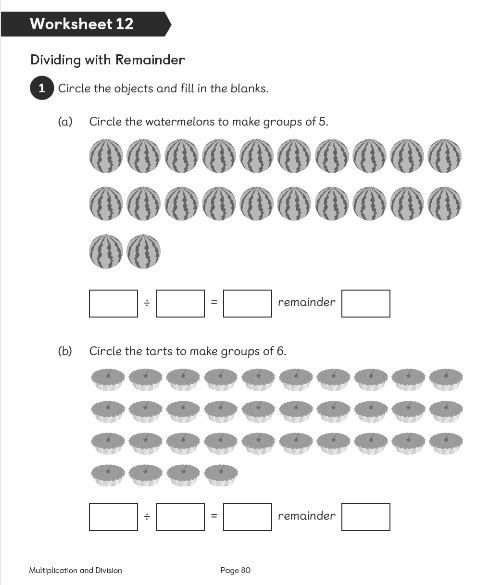 Worksheet 12
Dividing with Remainder
1 Circle the objects and fill in the blanks.
(a) Circle the watermelons to make groups of 5.
÷ = remainder
(b) Circle the tarts to make groups of 6.
÷ = remainder
Multiplication and Division Page 80